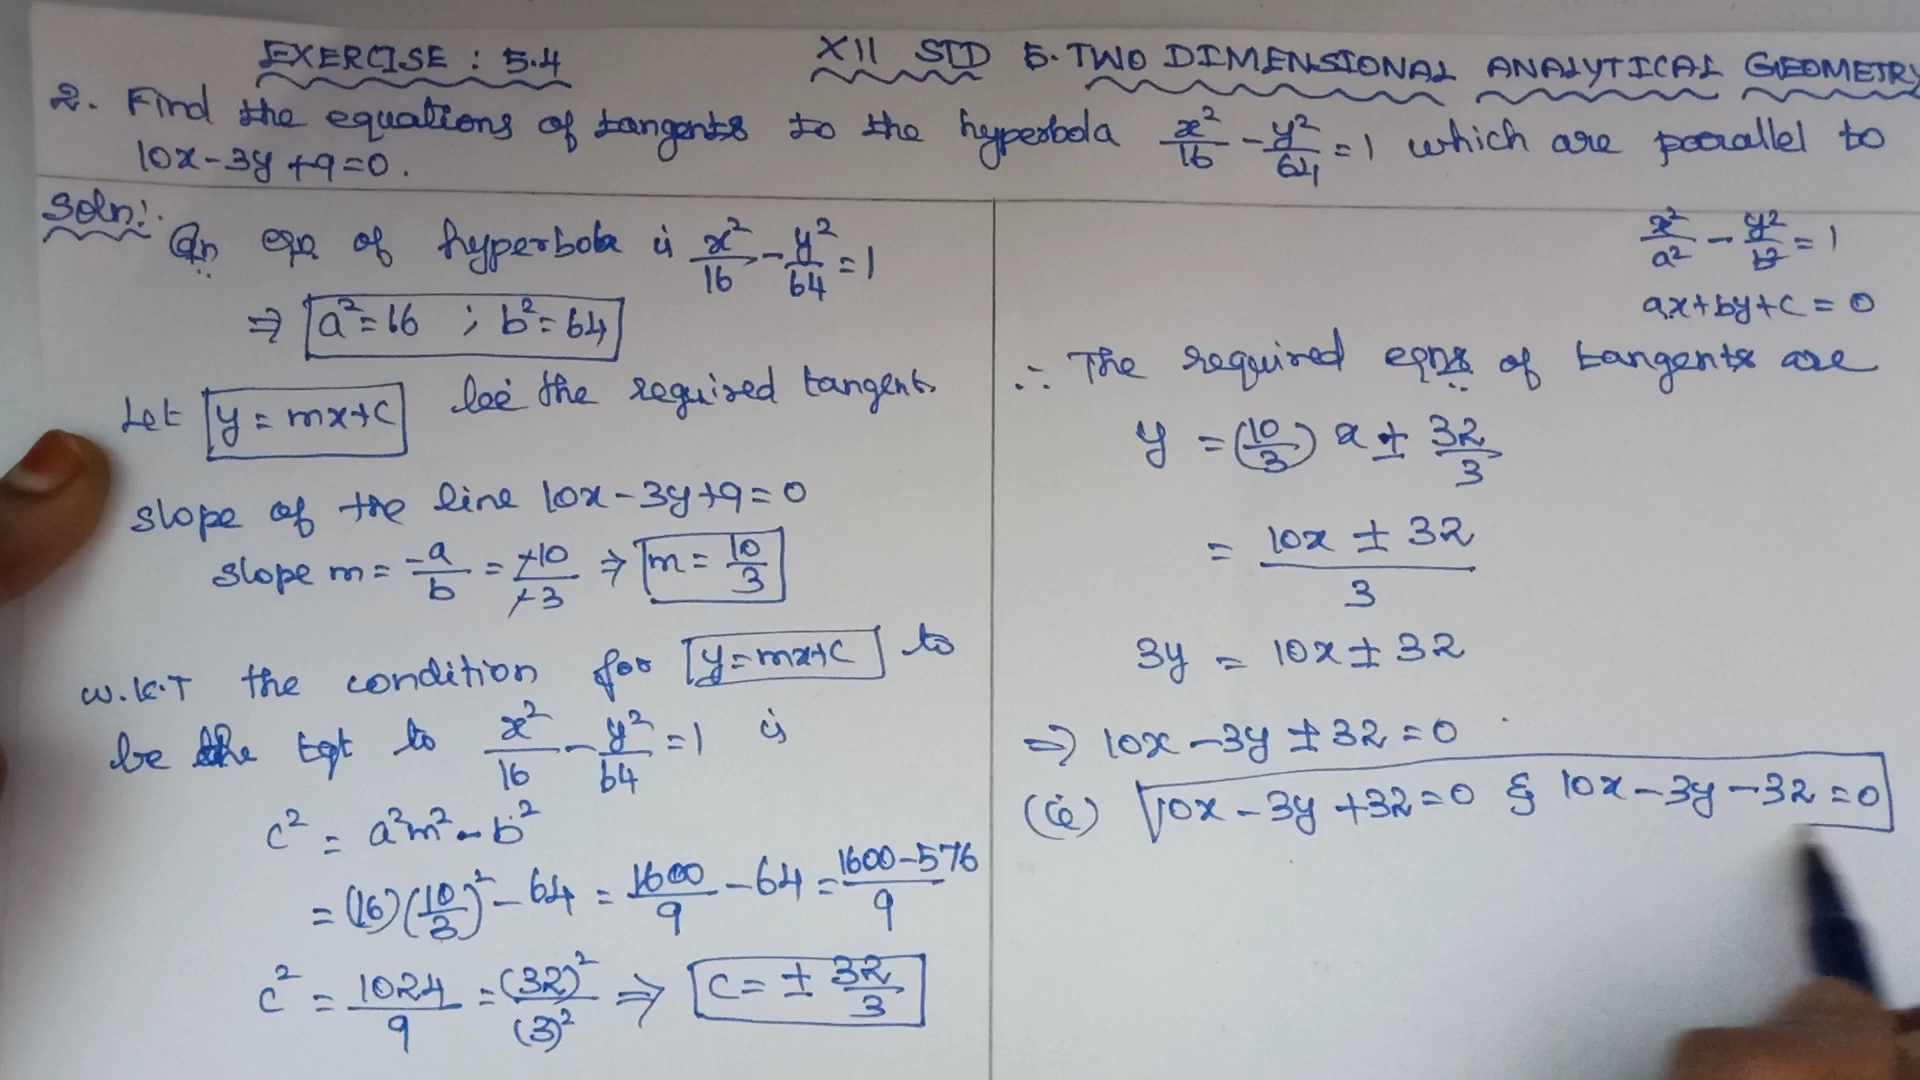 EXERCISE : 5.4
XII STD 5. TWO DIMENSIONAL ANALYTICAL GEOMETRY
2. Find the equations of tangents to the hyperbola x²/16 - y²/64 = 1 which are parallel to
10x - 3y + 9 = 0.
Soln:
Gn eqn of hyperbola is x²/16 - y²/64 = 1
⇒ a² = 16 ; b² = 64
Let y = mx + c be the required tangent.
slope of the line 10x - 3y + 9 = 0
slope m = -a/b = -10/-3 ⇒ m = 10/3
W.K.T the condition for y = mx + c to
be the tgt to x²/16 - y²/64 = 1 is
c² = a²m² - b²
= (16)(10/3)² - 64 = 1600/9 - 64 = 1600-576/9
c² = 1024/9 = (32)²/(3)² ⇒ c = ± 32/3
x²/a² - y²/b² = 1
ax + by + c = 0
∴ The required eqns of tangents are
y = (10/3) x ± 32/3
= 10x ± 32/3
3y = 10x ± 32
⇒ 10x - 3y ± 32 = 0
(ie) 10x - 3y + 32 = 0 & 10x - 3y - 32 = 0